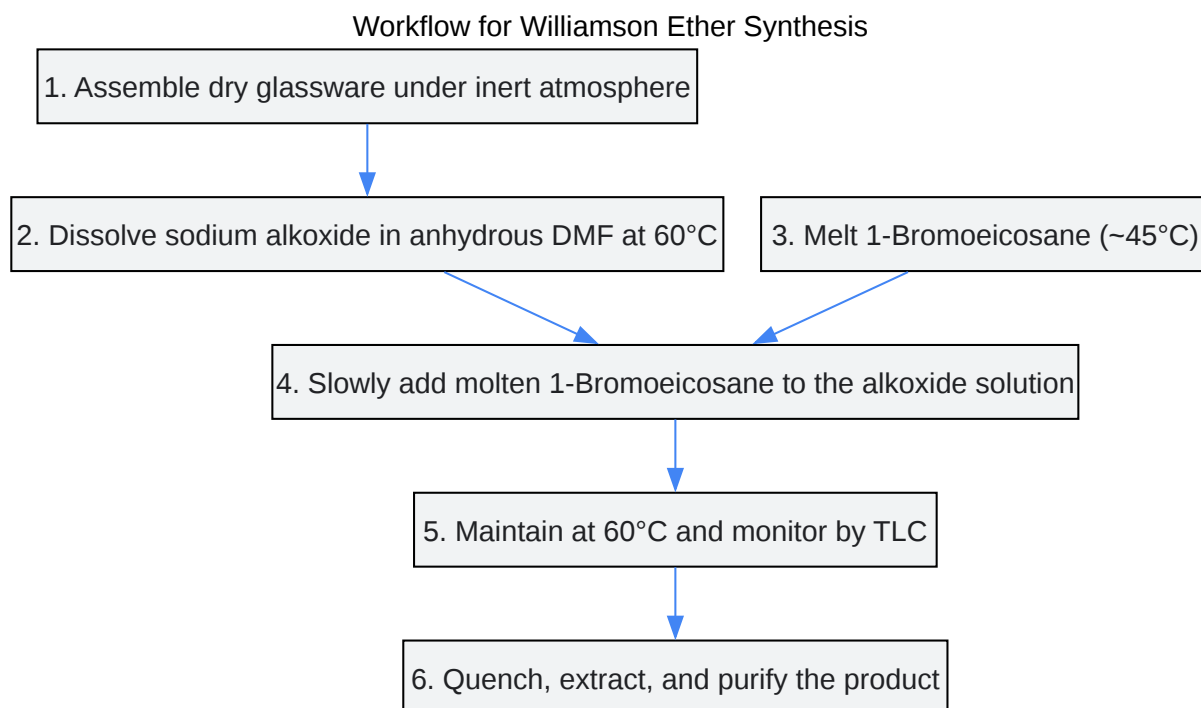 Workflow for Williamson Ether Synthesis
1. Assemble dry glassware under inert atmosphere
2. Dissolve sodium alkoxide in anhydrous DMF at 60°C
3. Melt 1-Bromoeicosane (~45°C)
4. Slowly add molten 1-Bromoeicosane to the alkoxide solution
5. Maintain at 60°C and monitor by TLC
6. Quench, extract, and purify the product